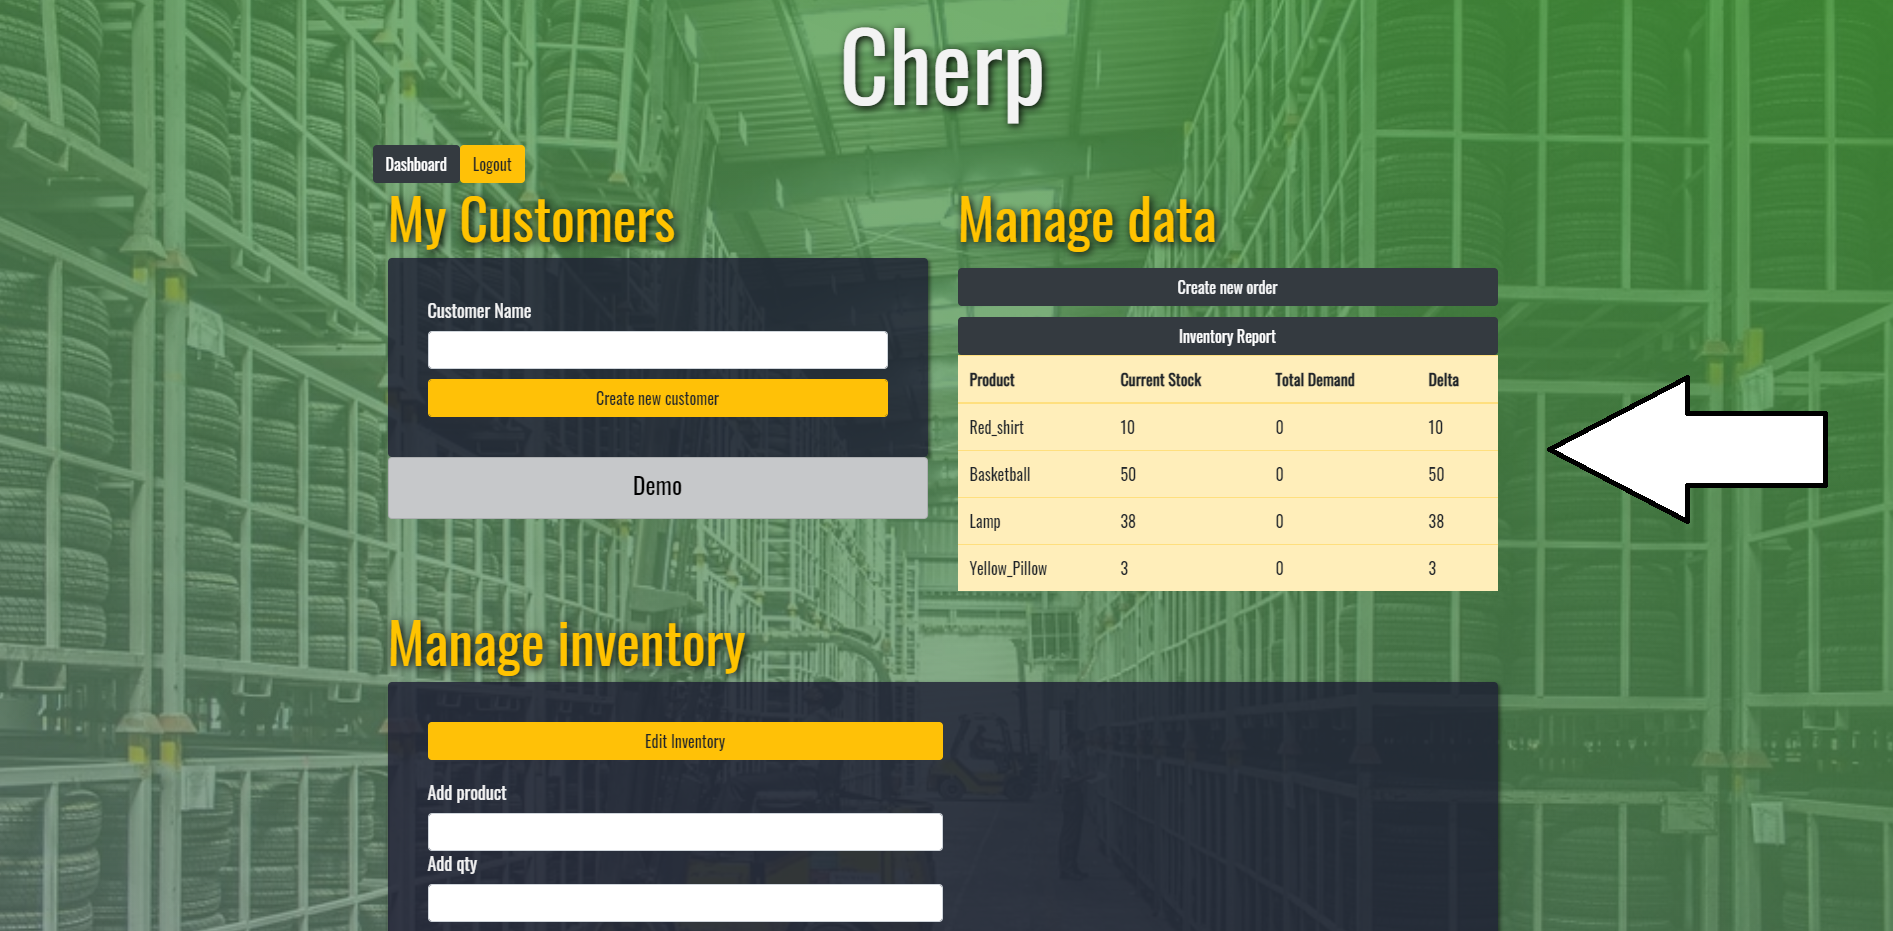 Cherp
Dashboard Logout
My Customers
Customer Name
Create new customer
Demo
Manage data
Create new order
Inventory Report
Product Current Stock Total Demand Delta
Red_shirt 10 0 10
Basketball 50 0 50
Lamp 38 0 38
Yellow_Pillow 3 0 3
Manage inventory
Edit Inventory
Add product
Add qty